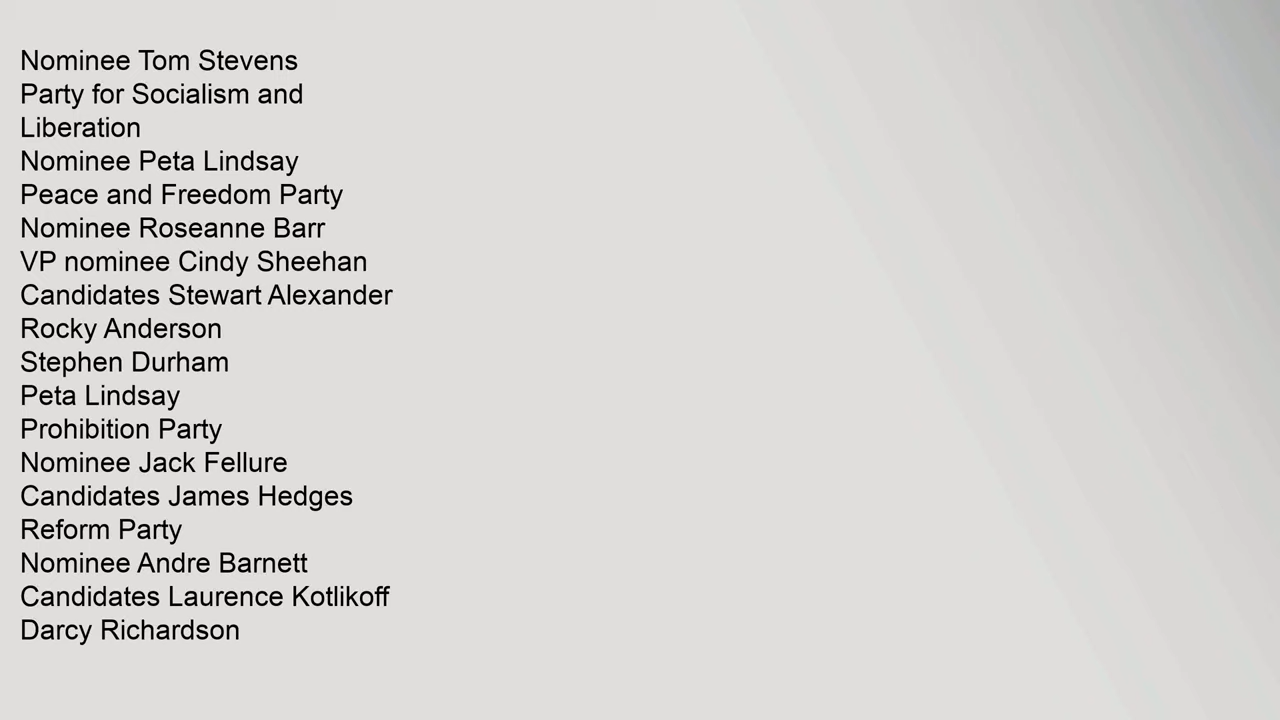 Nominee Tom Stevens
Party for Socialism and
Liberation
Nominee Peta Lindsay
Peace and Freedom Party
Nominee Roseanne Barr
VP nominee Cindy Sheehan
Candidates Stewart Alexander
Rocky Anderson
Stephen Durham
Peta Lindsay
Prohibition Party
Nominee Jack Fellure
Candidates James Hedges
Reform Party
Nominee Andre Barnett
Candidates Laurence Kotlikoff
Darcy Richardson